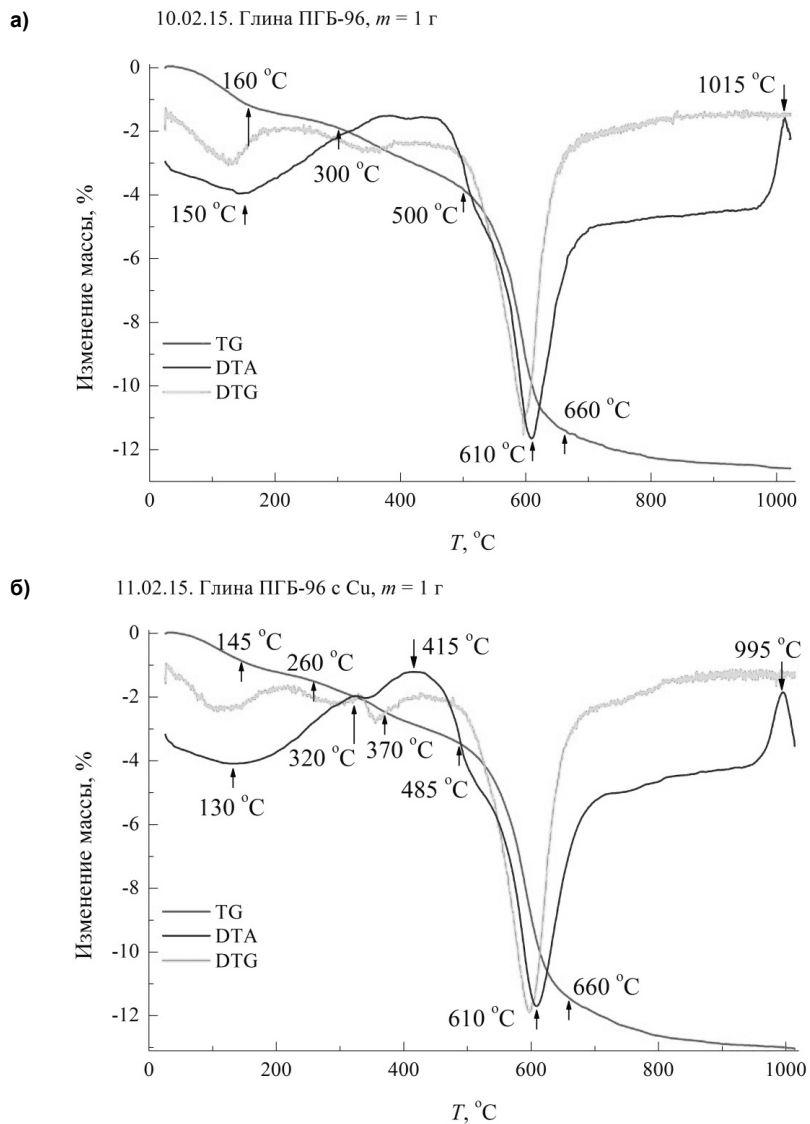 а)
10.02.15. Глина ПГБ-96, m = 1 г
Изменение массы, %
0
-2
-4
-6
-8
-10
-12
160 °C
1015 °C
300 °C
150 °C
500 °C
TG
DTA
DTG
660 °C
610 °C
0 200 400 600 800 1000
T, °C
б)
11.02.15. Глина ПГБ-96 с Cu, m = 1 г
Изменение массы, %
0
-2
-4
-6
-8
-10
-12
145 °C
415 °C
995 °C
260 °C
320 °C
370 °C
485 °C
130 °C
TG
DTA
DTG
660 °C
610 °C
0 200 400 600 800 1000
T, °C